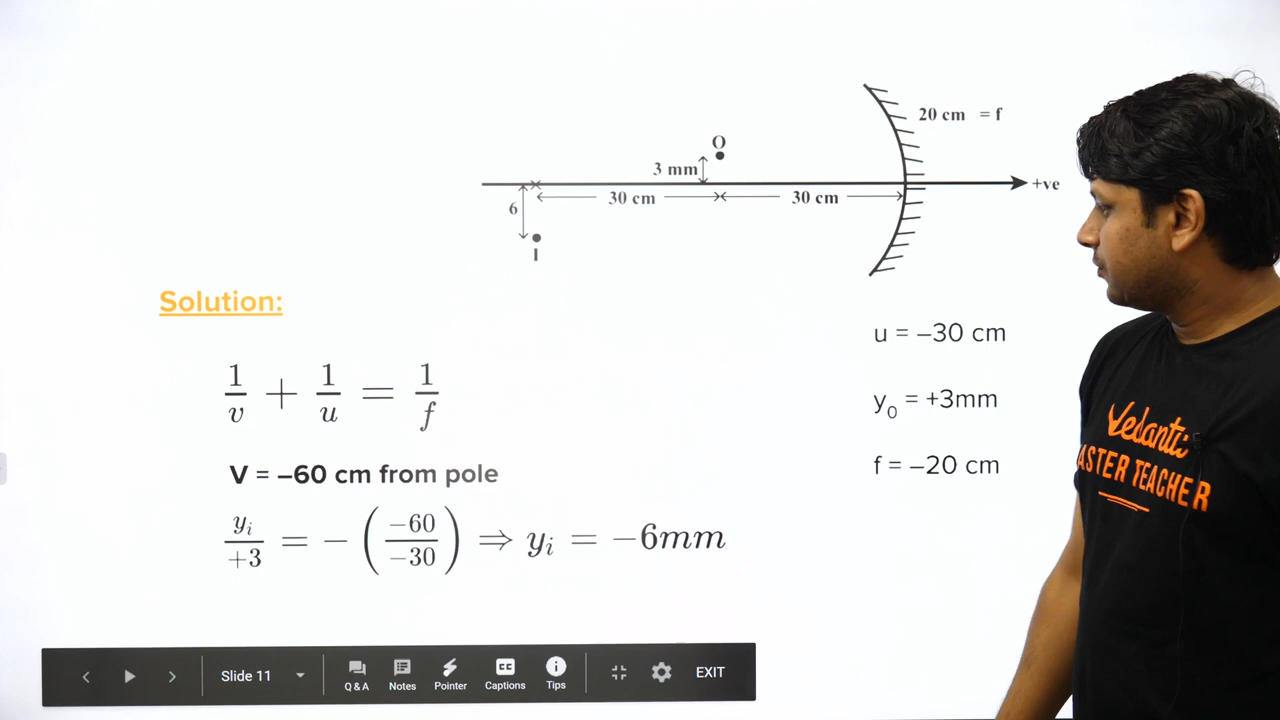 20 cm = f
O
3 mm
+ve
30 cm
30 cm
6
I
Solution:
1/v + 1/u = 1/f
V = –60 cm from pole
yᵢ/+3 = – (–60/–30) ⇒ yᵢ = –6mm
u = –30 cm
y₀ = +3mm
f = –20 cm
Vedantu
MASTER TEACHER
Slide 11
Q & A
Notes
Pointer
CC
Captions
Tips
EXIT